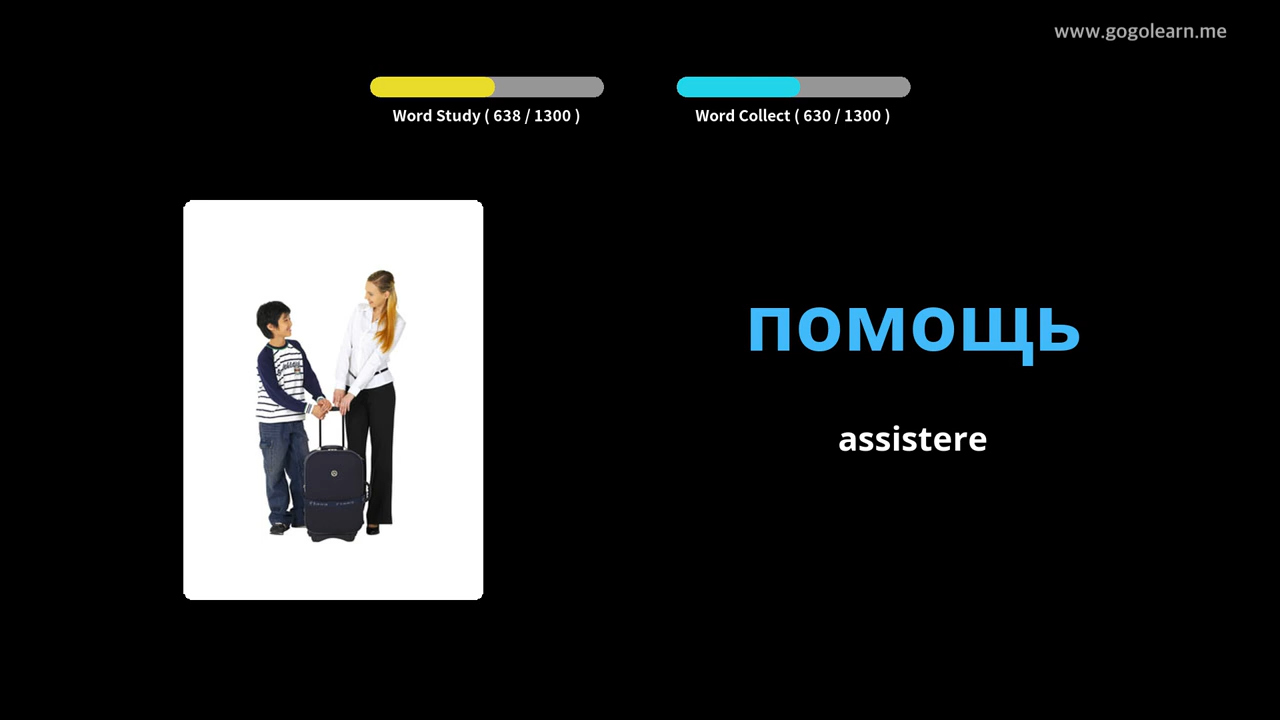 www.gogolearn.me
Word Study ( 638 / 1300 )
Word Collect ( 630 / 1300 )
помощь
assistere